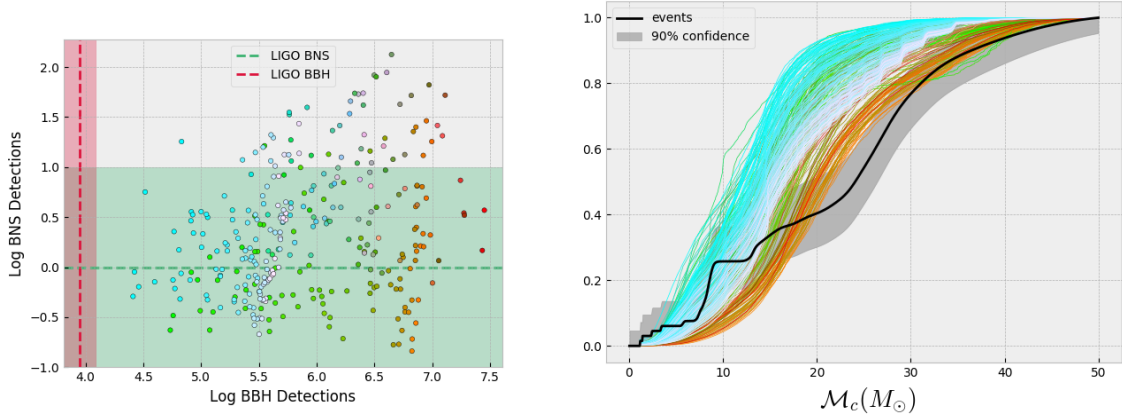 LIGO BNS
LIGO BBH
Log BNS Detections
2.0
1.5
1.0
0.5
0.0
−0.5
−1.0
4.0 4.5 5.0 5.5 6.0 6.5 7.0 7.5
Log BBH Detections
events
90% confidence
1.0
0.8
0.6
0.4
0.2
0.0
0 10 20 30 40 50
ℳc(M⊙)